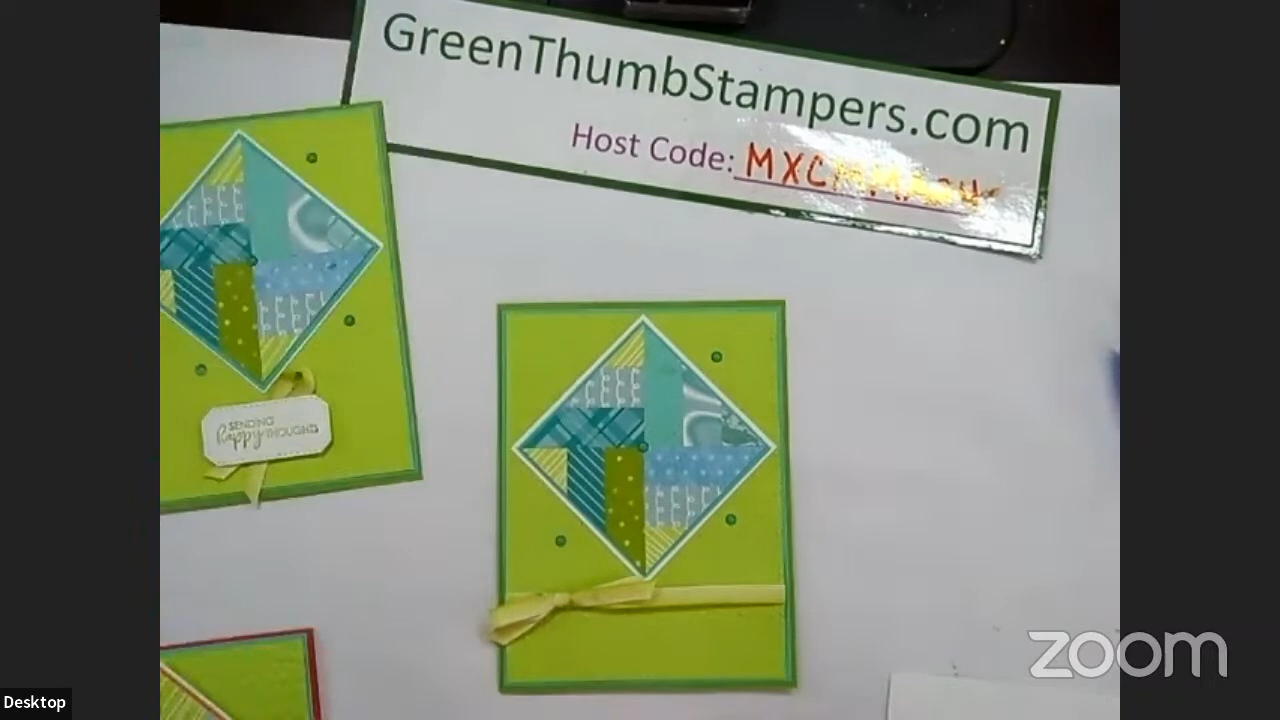 GreenThumbStampers.com
Host Code: MXC
SENDING
Happy THOUGHTS
zoom
Desktop